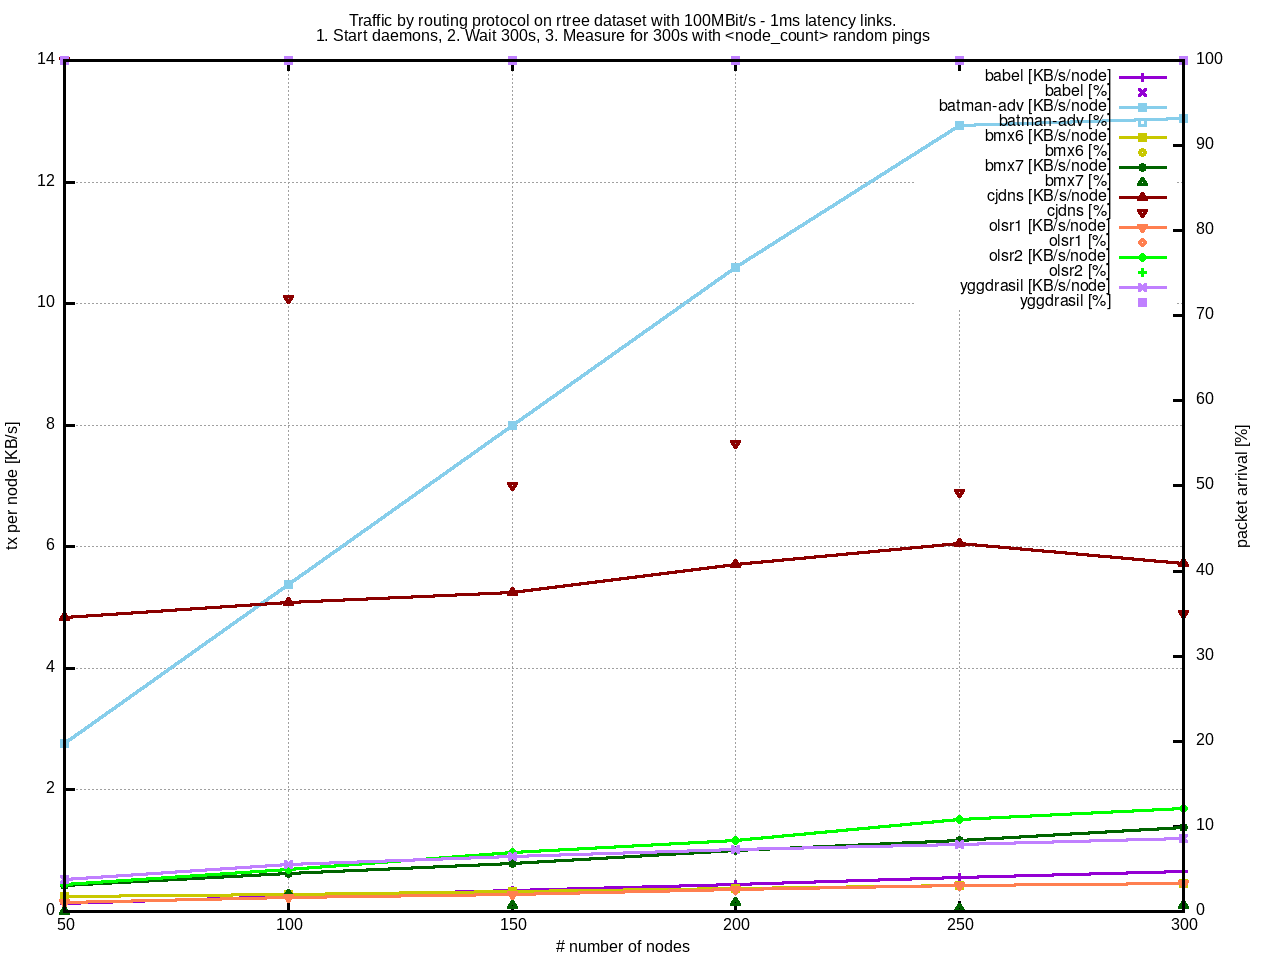 Traffic by routing protocol on rtree dataset with 100MBit/s - 1ms latency links.
1. Start daemons, 2. Wait 300s, 3. Measure for 300s with <node_count> random pings
14
12
10
8
6
4
2
0
tx per node [KB/s]
50
100
150
200
250
300
# number of nodes
100
90
80
70
60
50
40
30
20
10
0
packet arrival [%]
babel [KB/s/node]
babel [%]
batman-adv [KB/s/node]
batman-adv [%]
bmx6 [KB/s/node]
bmx6 [%]
bmx7 [KB/s/node]
bmx7 [%]
cjdns [KB/s/node]
cjdns [%]
olsr1 [KB/s/node]
olsr1 [%]
olsr2 [KB/s/node]
olsr2 [%]
yggdrasil [KB/s/node]
yggdrasil [%]